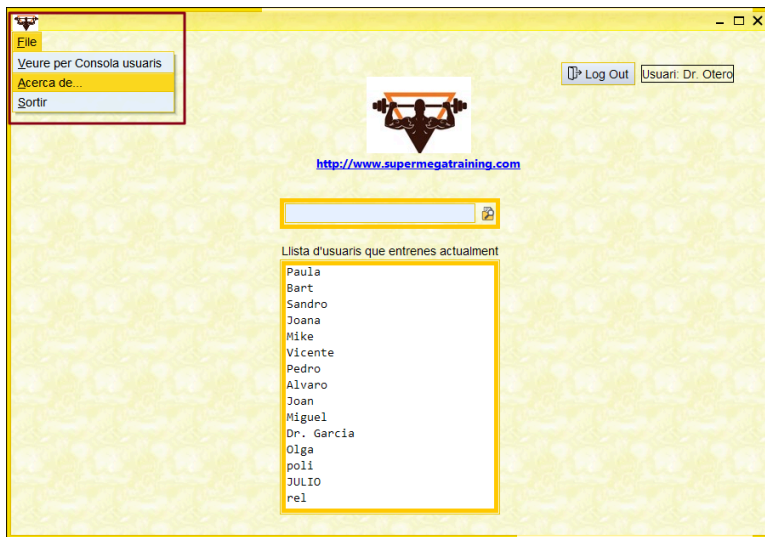 File
Veure per Consola usuaris
Acerca de...
Sortir
Log Out
Usuari: Dr. Otero
http://www.supermegatraining.com
Llista d'usuaris que entrenes actualment
Paula
Bart
Sandro
Joana
Mike
Vicente
Pedro
Alvaro
Joan
Miguel
Dr. Garcia
Olga
poli
JULIO
rel